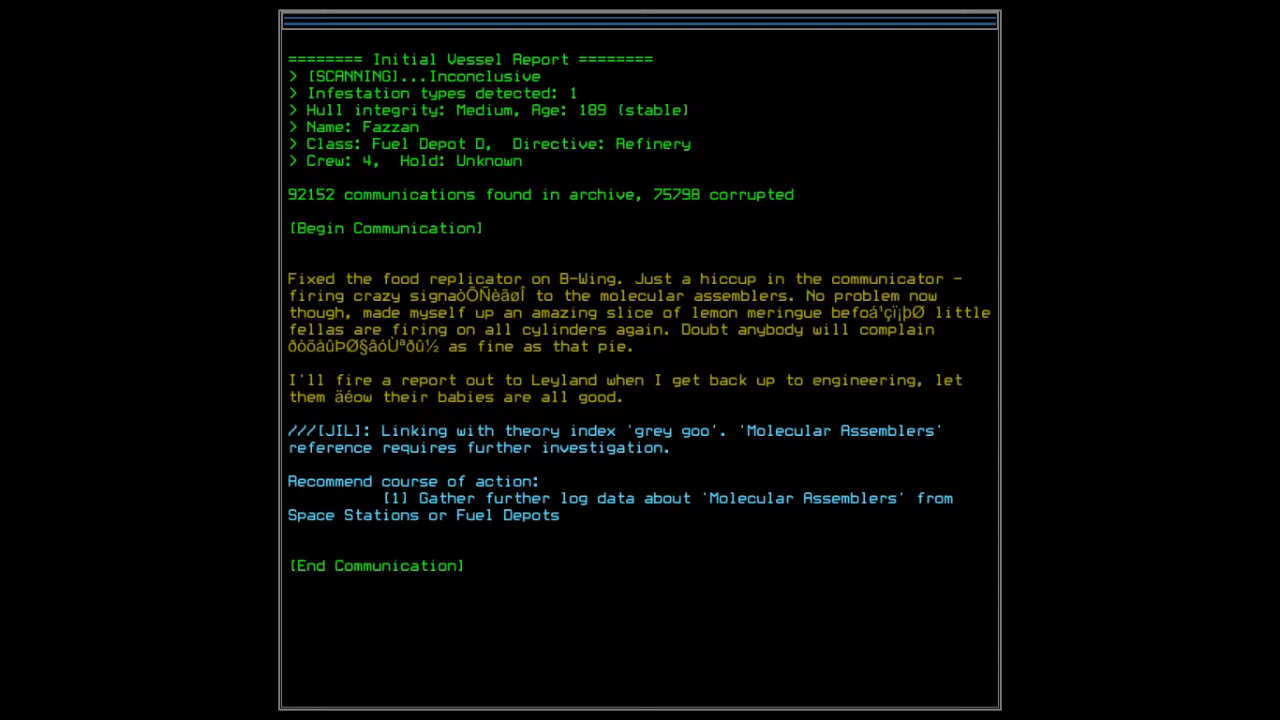 ======== Initial Vessel Report ========
> [SCANNING]...Inconclusive
> Infestation types detected: 1
> Hull integrity: Medium, Age: 189 (stable)
> Name: Fazzan
> Class: Fuel Depot D,  Directive: Refinery
> Crew: 4,  Hold: Unknown
92152 communications found in archive, 75798 corrupted
[Begin Communication]
Fixed the food replicator on B-Wing. Just a hiccup in the communicator -
firing crazy signaòÕÑèãøÎ to the molecular assemblers. No problem now
though, made myself up an amazing slice of lemon meringue befoá¹çï¡þØ little
fellas are firing on all cylinders again. Doubt anybody will complain
ðòõáûÞØ§âóÙªðû½ as fine as that pie.
I'll fire a report out to Leyland when I get back up to engineering, let
them äéow their babies are all good.
///[JIL]: Linking with theory index 'grey goo'. 'Molecular Assemblers'
reference requires further investigation.
Recommend course of action:
[1] Gather further log data about 'Molecular Assemblers' from
Space Stations or Fuel Depots
[End Communication]